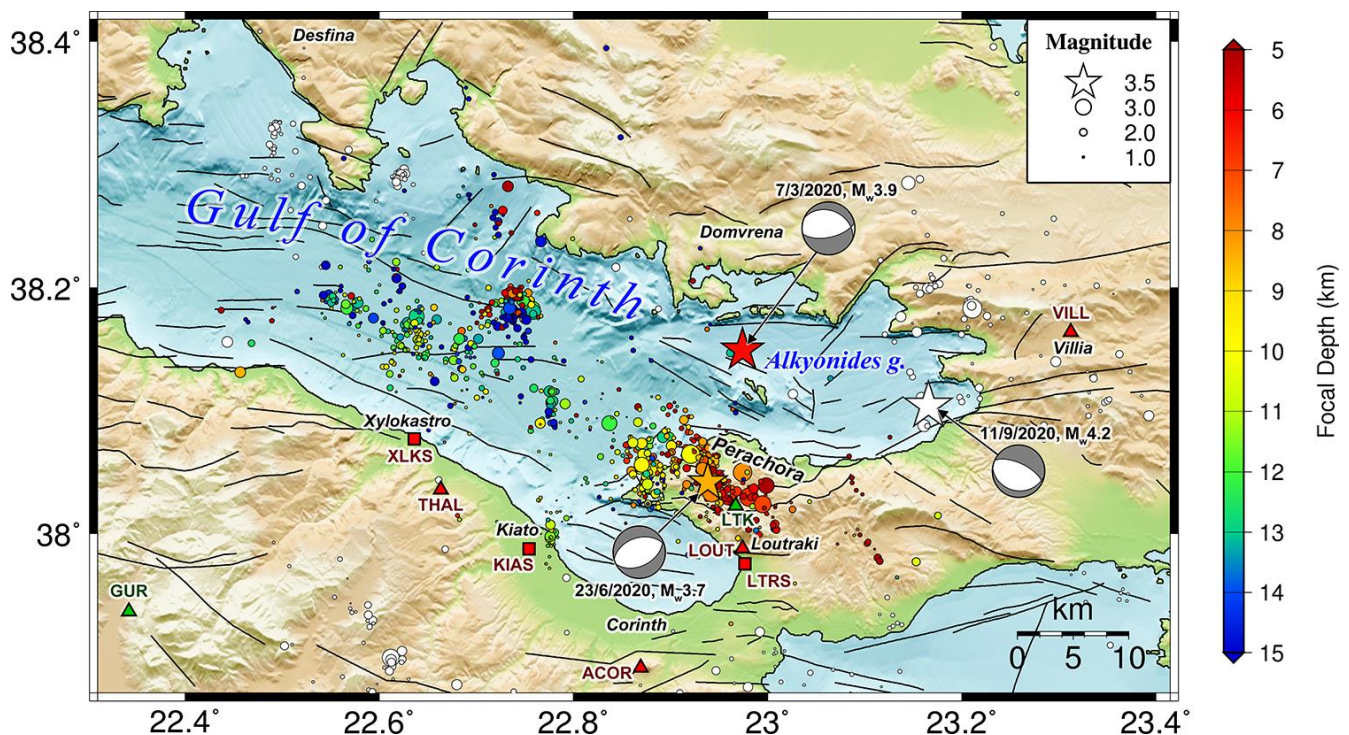 38.4˚
38.2˚
38˚
22.4˚
22.6˚
22.8˚
23˚
23.2˚
23.4˚
Desfina
Magnitude
3.5
3.0
2.0
1.0
7/3/2020, Mw3.9
Domvrena
Gulf of Corinth
VILL
Villia
Alkyonides g.
Xylokastro
XLKS
11/9/2020, Mw4.2
Perachora
THAL
LTK
Kiato
KIAS
LOUT
Loutraki
LTRS
GUR
23/6/2020, Mw3.7
Corinth
ACOR
km
0 5 10
5
6
7
8
9
10
11
12
13
14
15
Focal Depth (km)